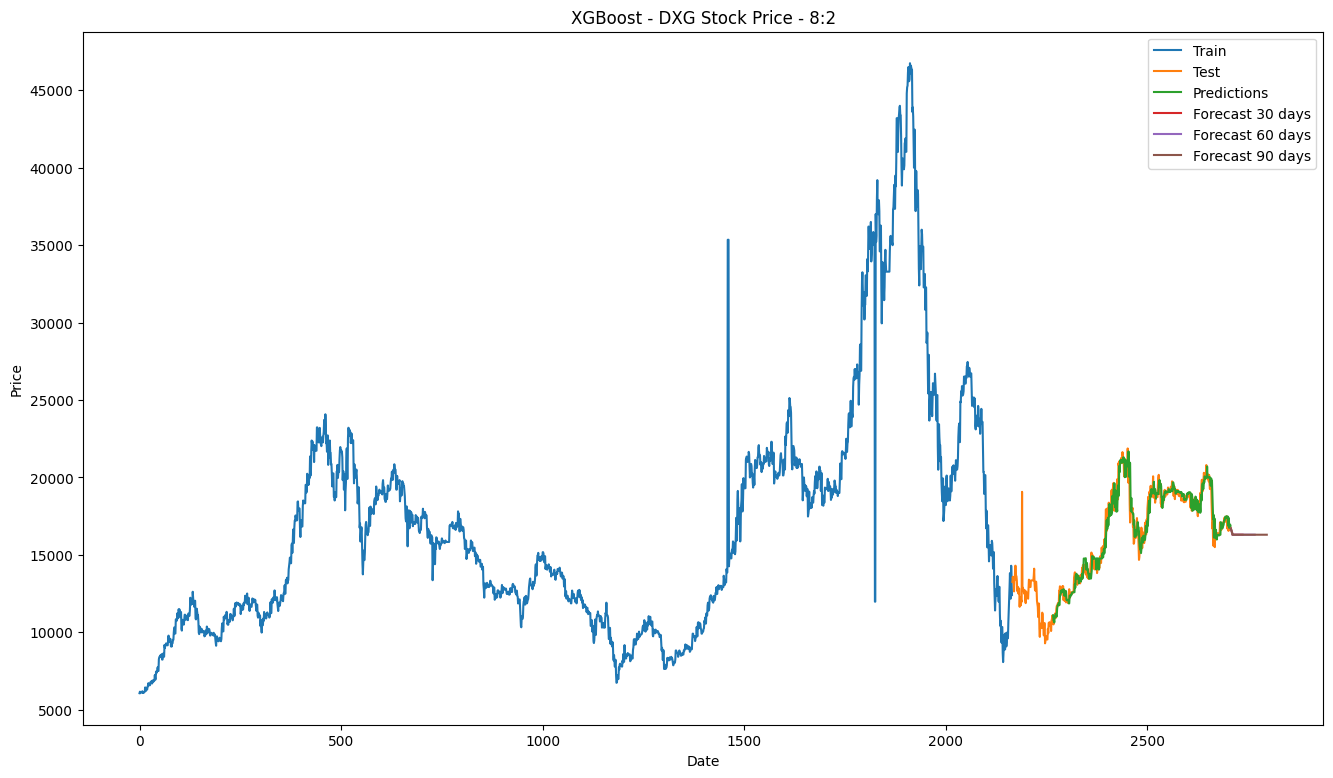 XGBoost - DXG Stock Price - 8:2
Train
Test
Predictions
Forecast 30 days
Forecast 60 days
Forecast 90 days
45000
40000
35000
30000
25000
20000
15000
10000
5000
Price
0 500 1000 1500 2000 2500
Date